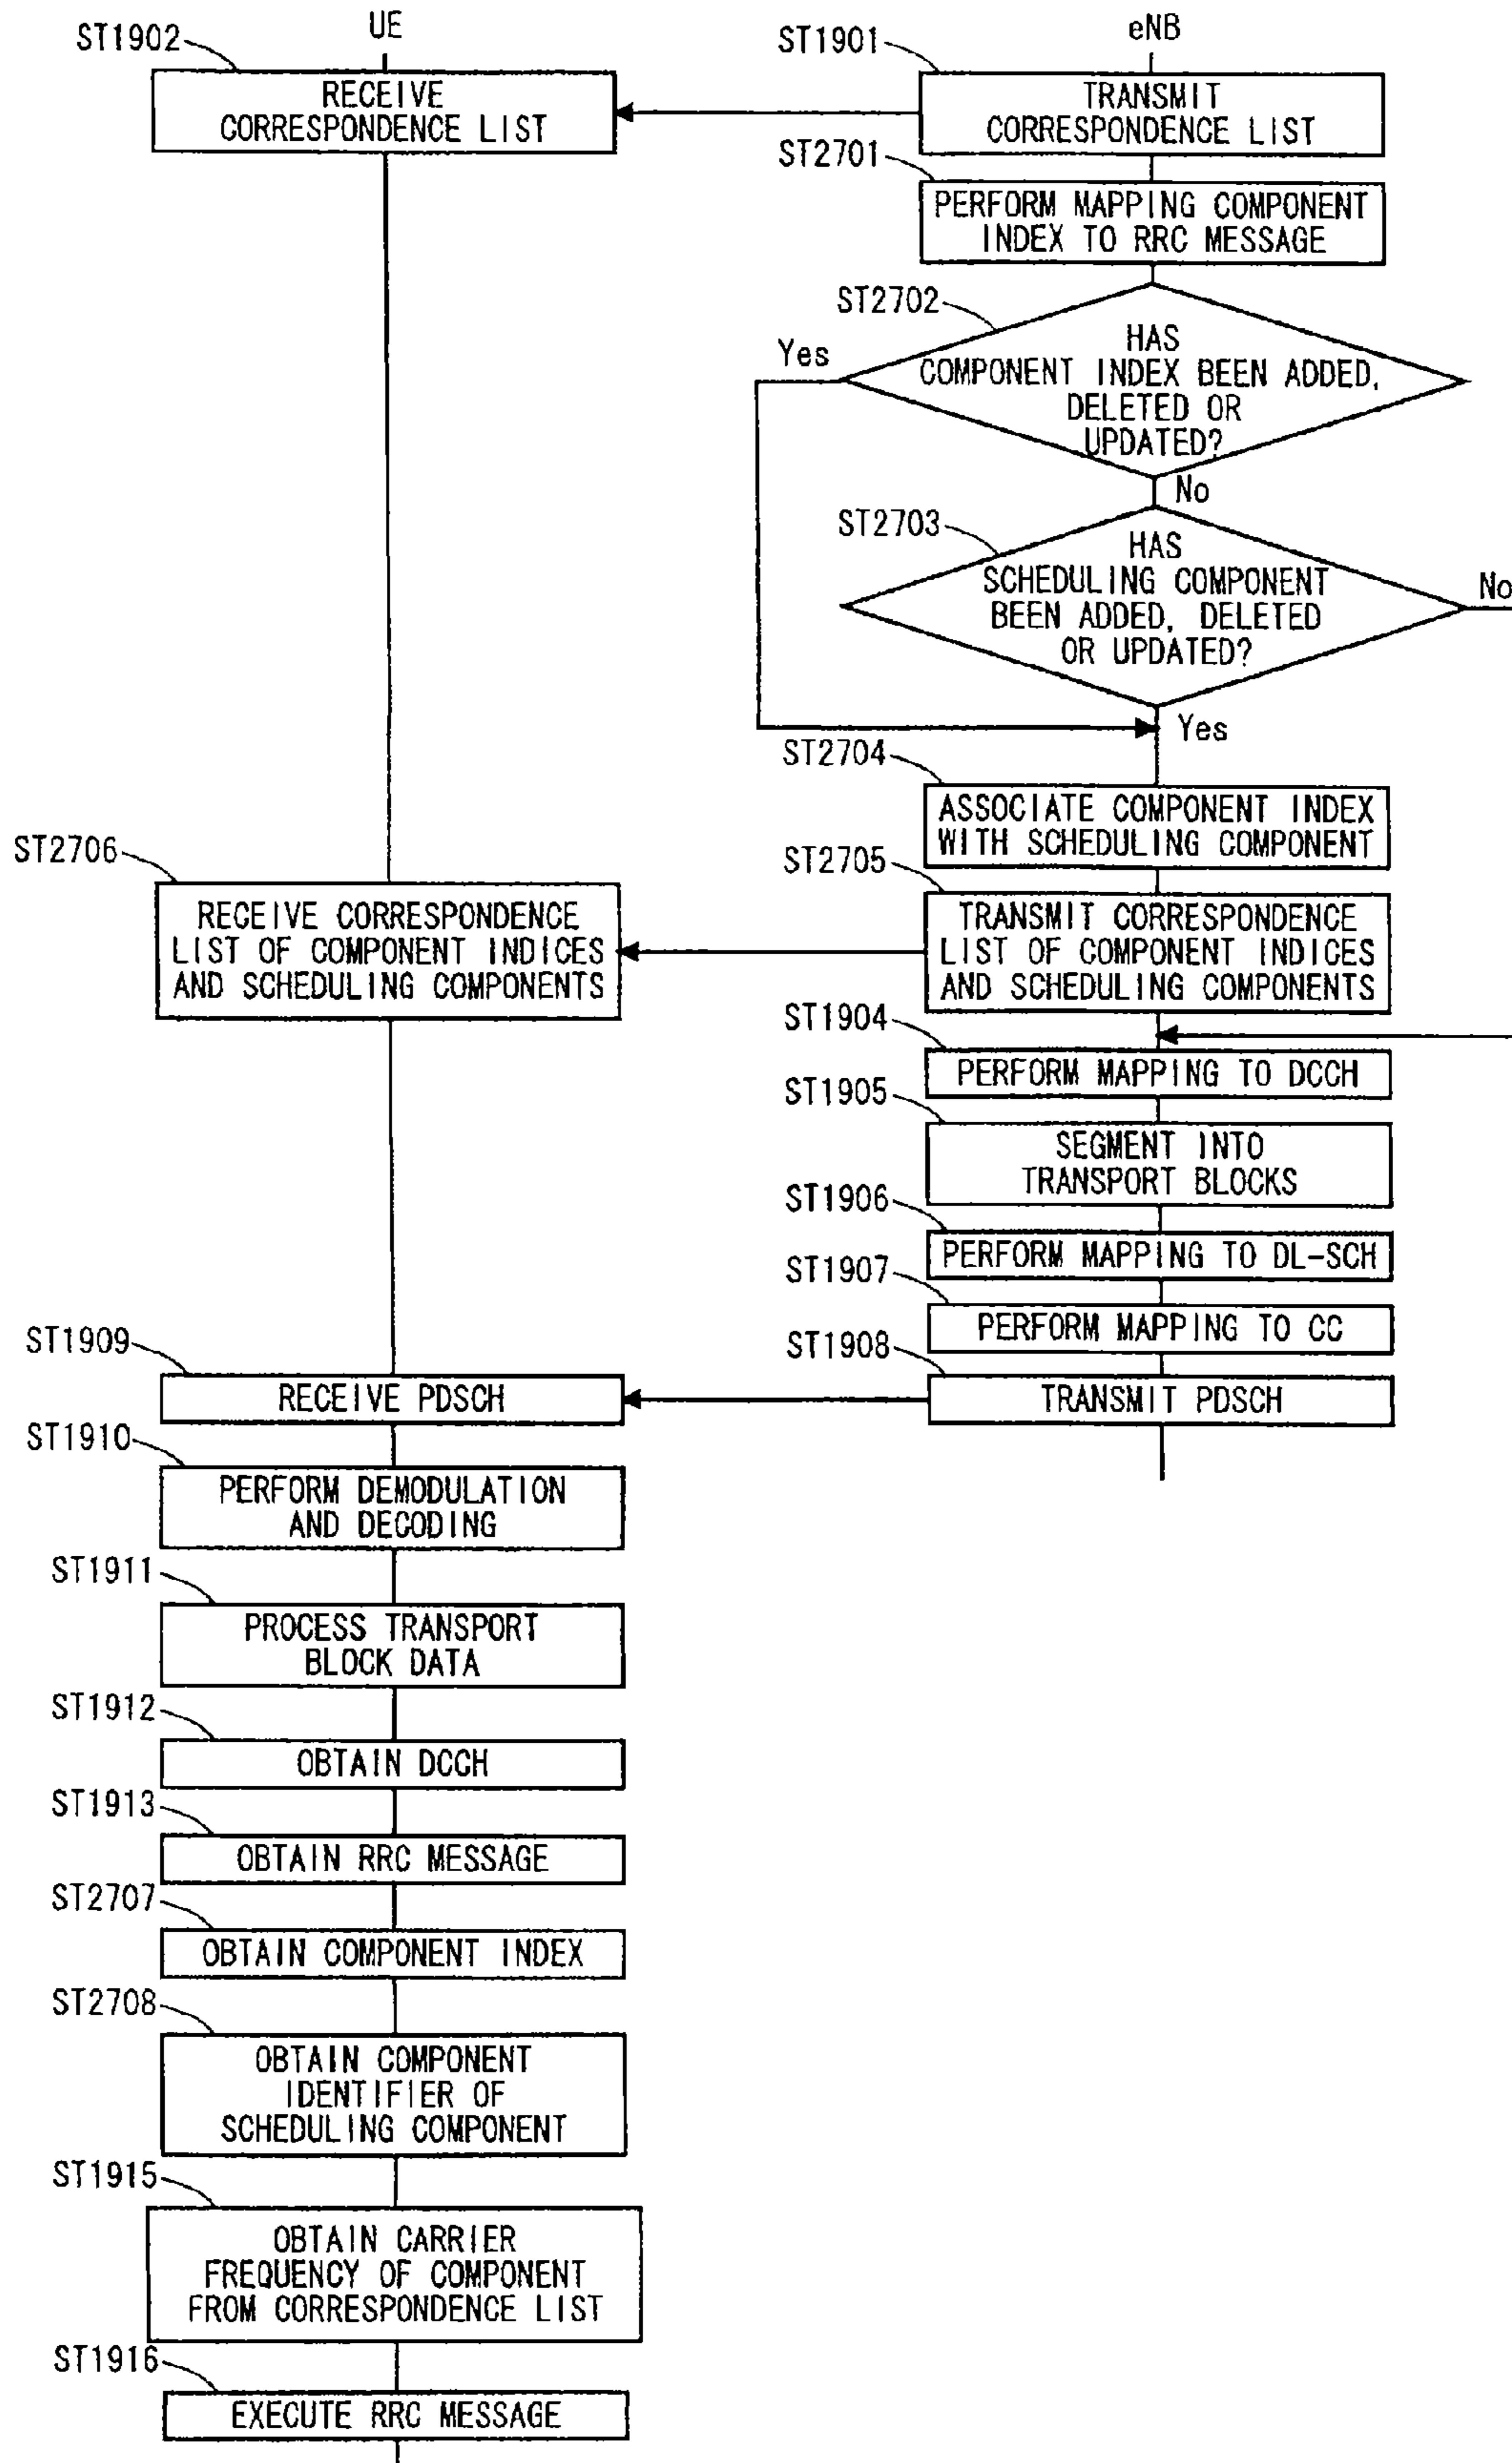 UE
eNB
ST1902
ST1901
RECEIVE
CORRESPONDENCE LIST
TRANSMIT
CORRESPONDENCE LIST
ST2701
PERFORM MAPPING COMPONENT
INDEX TO RRC MESSAGE
ST2702
Yes
HAS
COMPONENT INDEX BEEN ADDED,
DELETED OR
UPDATED?
No
ST2703
HAS
SCHEDULING COMPONENT
BEEN ADDED, DELETED
OR UPDATED?
No
Yes
ST2704
ASSOCIATE COMPONENT INDEX
WITH SCHEDULING COMPONENT
ST2706
ST2705
RECEIVE CORRESPONDENCE
LIST OF COMPONENT INDICES
AND SCHEDULING COMPONENTS
TRANSMIT CORRESPONDENCE
LIST OF COMPONENT INDICES
AND SCHEDULING COMPONENTS
ST1904
PERFORM MAPPING TO DCCH
ST1905
SEGMENT INTO
TRANSPORT BLOCKS
ST1906
PERFORM MAPPING TO DL-SCH
ST1907
PERFORM MAPPING TO CC
ST1909
ST1908
RECEIVE PDSCH
TRANSMIT PDSCH
ST1910
PERFORM DEMODULATION
AND DECODING
ST1911
PROCESS TRANSPORT
BLOCK DATA
ST1912
OBTAIN DCCH
ST1913
OBTAIN RRC MESSAGE
ST2707
OBTAIN COMPONENT INDEX
ST2708
OBTAIN COMPONENT
IDENTIFIER OF
SCHEDULING COMPONENT
ST1915
OBTAIN CARRIER
FREQUENCY OF COMPONENT
FROM CORRESPONDENCE LIST
ST1916
EXECUTE RRC MESSAGE